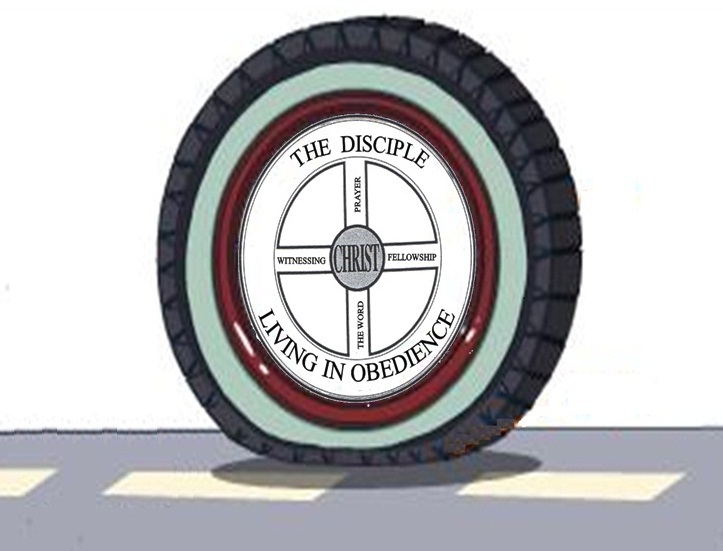 THE DISCIPLE
PRAYER
WITNESSING
CHRIST
FELLOWSHIP
THE WORD
LIVING IN OBEDIENCE